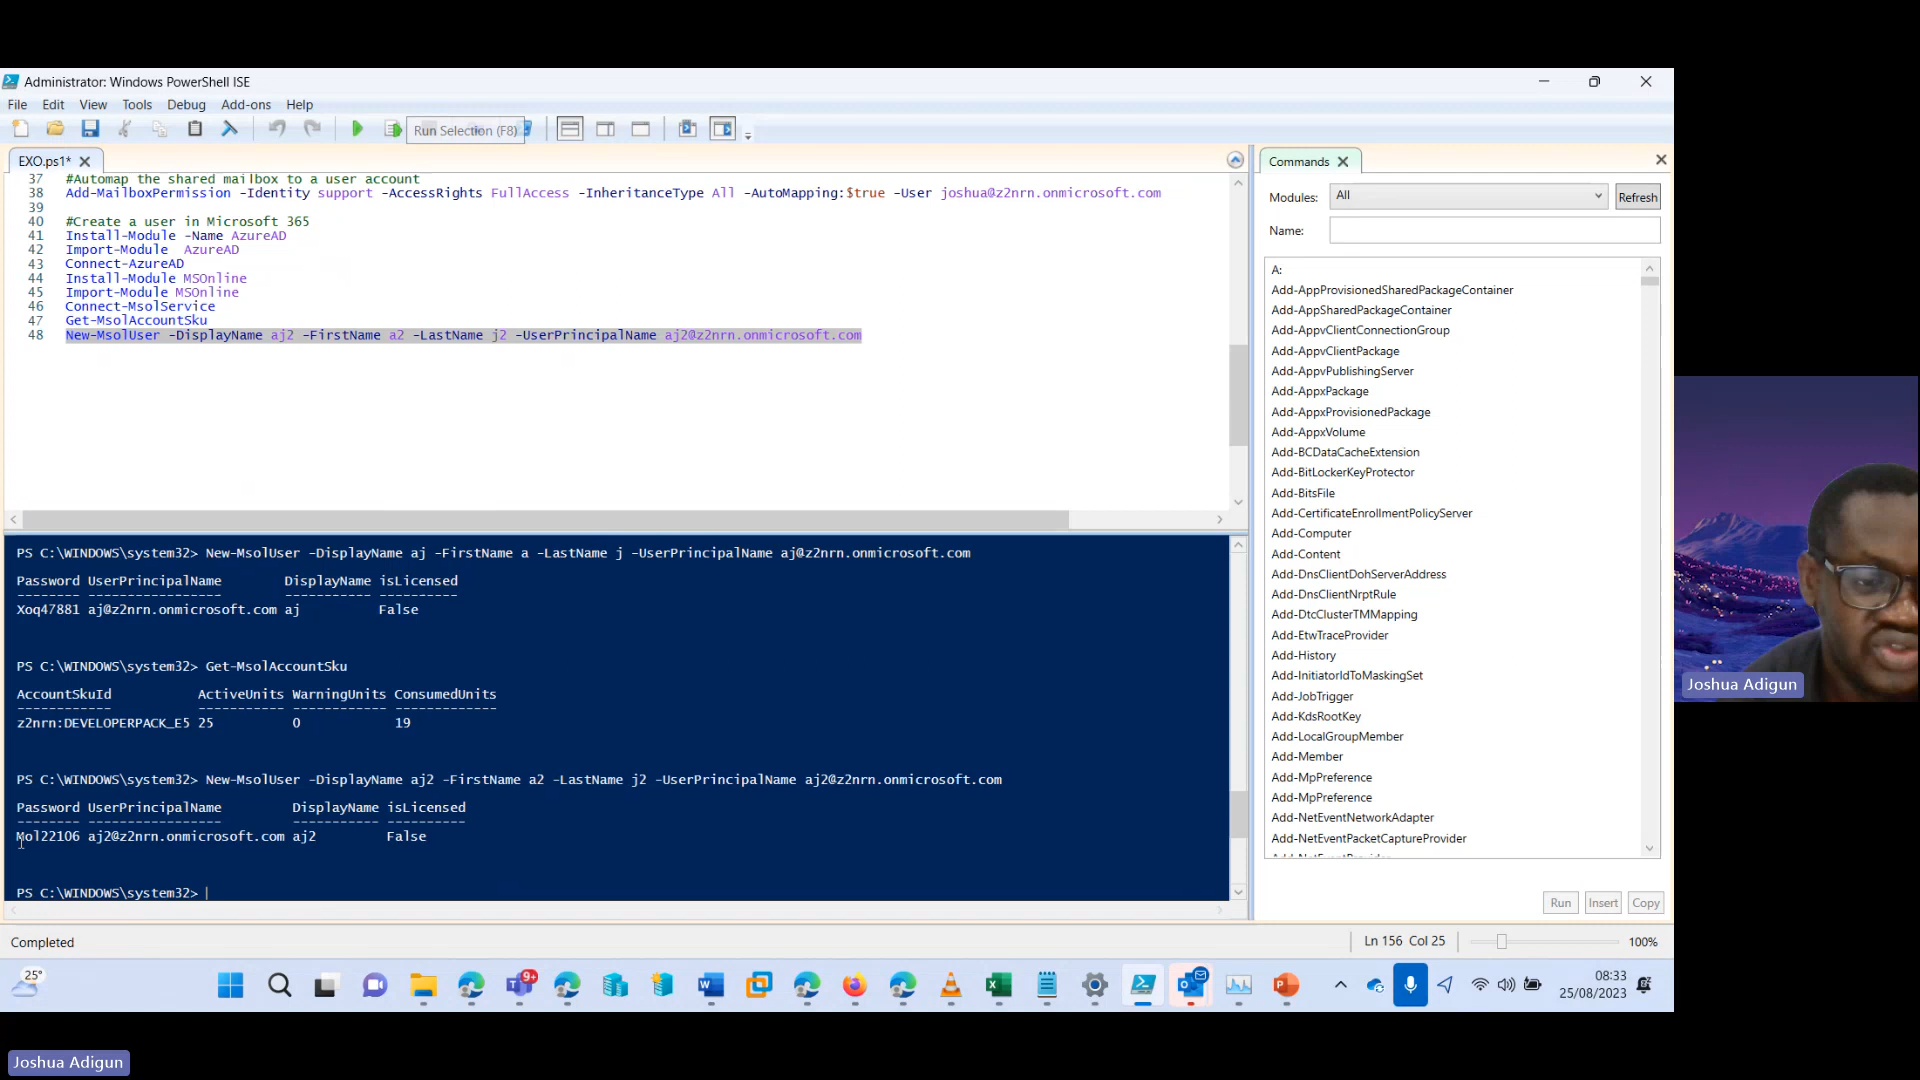 Administrator: Windows PowerShell ISE
File Edit View Tools Debug Add-ons Help
Run Selection (F8)
EXO.ps1*
37 #Automap the shared mailbox to a user account
38 Add-MailboxPermission -Identity support -AccessRights FullAccess -InheritanceType All -AutoMapping:$true -User joshua@z2nrn.onmicrosoft.com
39
40 #Create a user in Microsoft 365
41 Install-Module -Name AzureAD
42 Import-Module AzureAD
43 Connect-AzureAD
44 Install-Module MSOnline
45 Import-Module MSOnline
46 Connect-MsolService
47 Get-MsolAccountSku
48 New-MsolUser -DisplayName aj2 -FirstName a2 -LastName j2 -UserPrincipalName aj2@z2nrn.onmicrosoft.com
PS C:\WINDOWS\system32> New-MsolUser -DisplayName aj -FirstName a -LastName j -UserPrincipalName aj@z2nrn.onmicrosoft.com
Password UserPrincipalName DisplayName isLicensed
-------- ----------------- ----------- ----------
Xoq47881 aj@z2nrn.onmicrosoft.com aj False
PS C:\WINDOWS\system32> Get-MsolAccountSku
AccountSkuId ActiveUnits WarningUnits ConsumedUnits
------------ ----------- ------------ -------------
z2nrn:DEVELOPERPACK_E5 25 0 19
PS C:\WINDOWS\system32> New-MsolUser -DisplayName aj2 -FirstName a2 -LastName j2 -UserPrincipalName aj2@z2nrn.onmicrosoft.com
Password UserPrincipalName DisplayName isLicensed
-------- ----------------- ----------- ----------
Mol22106 aj2@z2nrn.onmicrosoft.com aj2 False
PS C:\WINDOWS\system32>
Commands
Modules: All Refresh
Name:
A:
Add-AppProvisionedSharedPackageContainer
Add-AppSharedPackageContainer
Add-AppvClientConnectionGroup
Add-AppvClientPackage
Add-AppvPublishingServer
Add-AppxPackage
Add-AppxProvisionedPackage
Add-AppxVolume
Add-BCDataCacheExtension
Add-BitLockerKeyProtector
Add-BitsFile
Add-CertificateEnrollmentPolicyServer
Add-Computer
Add-Content
Add-DnsClientDohServerAddress
Add-DnsClientNrptRule
Add-DtcClusterTMMapping
Add-EtwTraceProvider
Add-History
Add-InitiatorIdToMaskingSet
Add-JobTrigger
Add-KdsRootKey
Add-LocalGroupMember
Add-Member
Add-MpPreference
Add-MpPreference
Add-NetEventNetworkAdapter
Add-NetEventPacketCaptureProvider
Run Insert Copy
Completed
Ln 156 Col 25
100%
25°
9+
08:33
25/08/2023
Joshua Adigun
Joshua Adigun